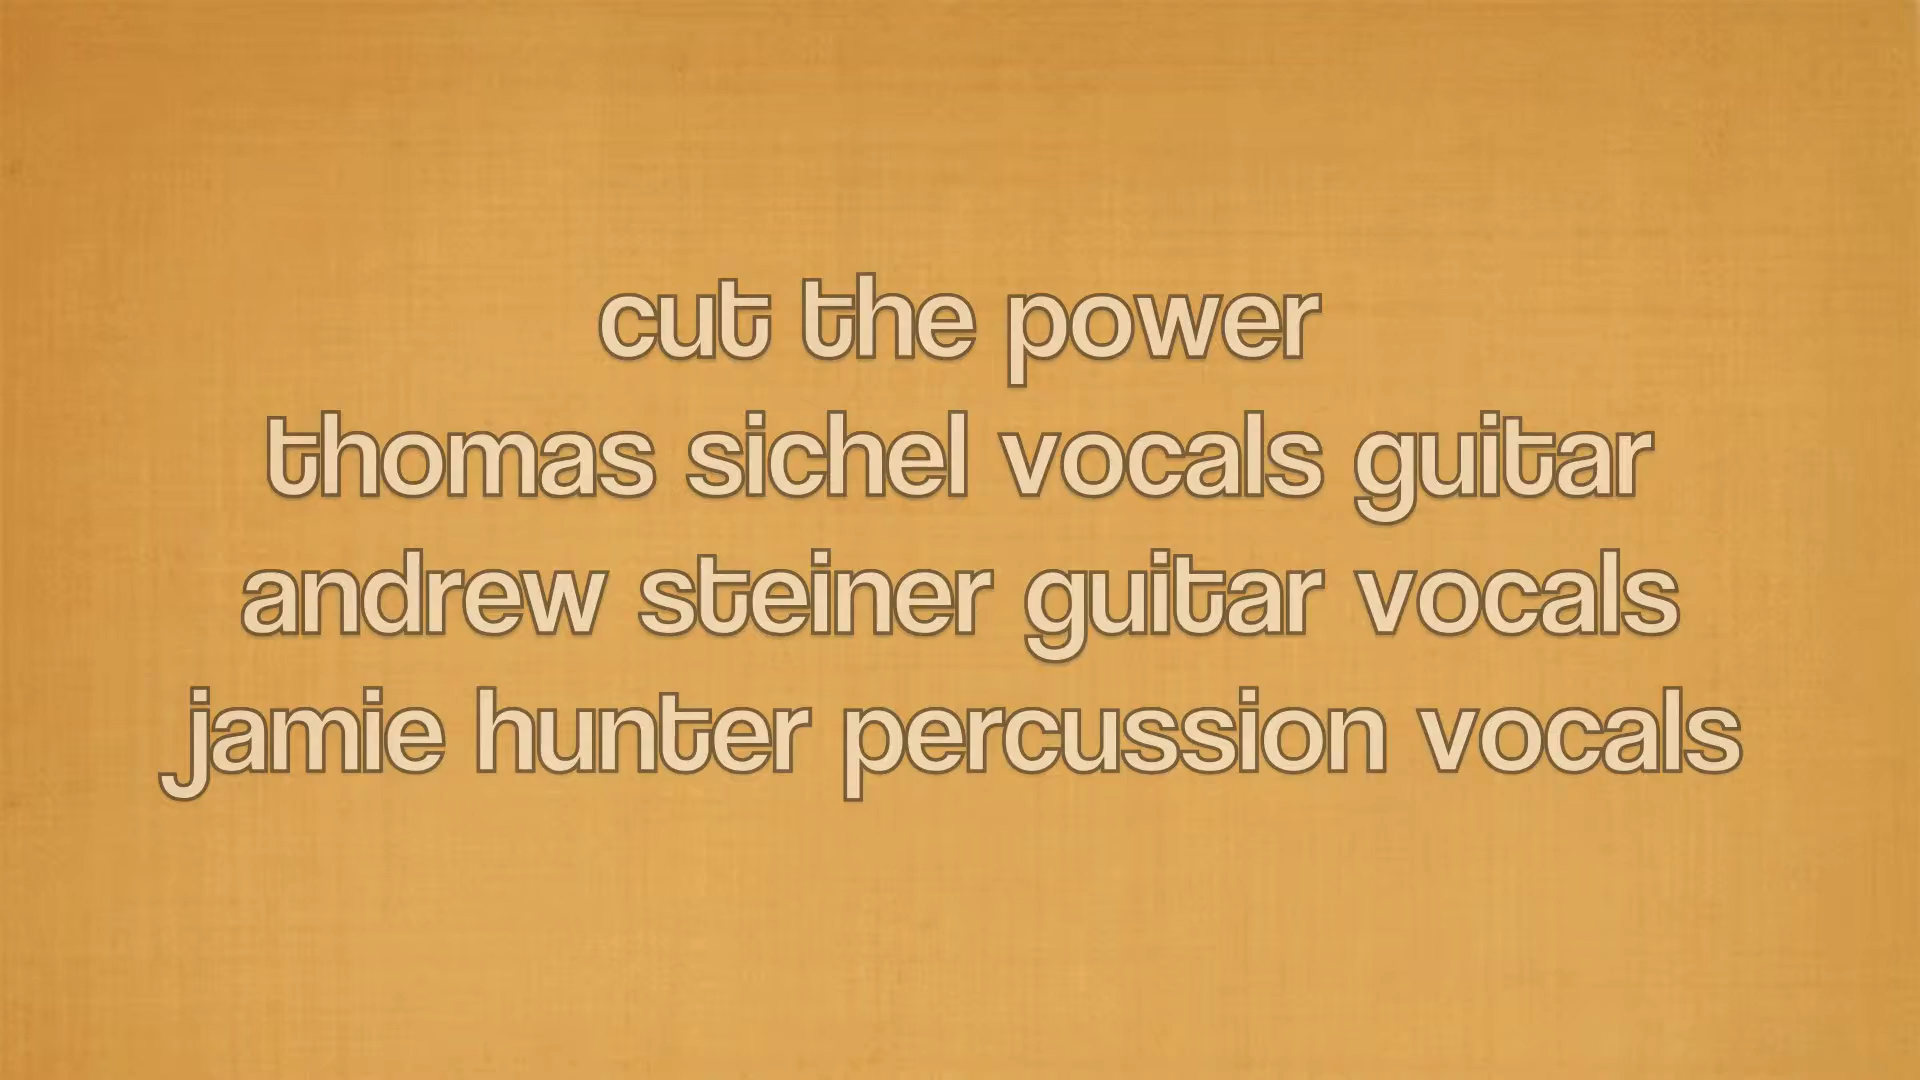 cut the power
thomas sichel vocals guitar
andrew steiner guitar vocals
jamie hunter percussion vocals